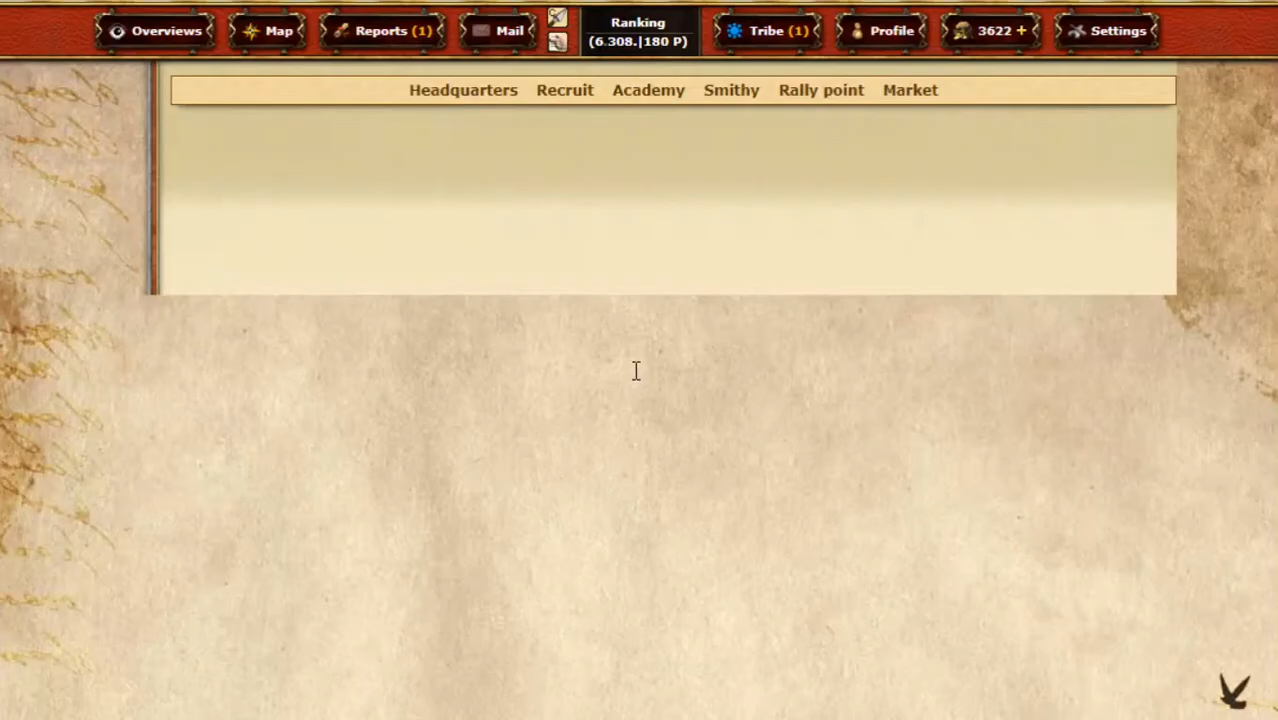 Overviews Map Reports (1) Mail Ranking Tribe (1) Profile 3622 + Settings
(6.308.|180 P)
Headquarters Recruit Academy Smithy Rally point Market